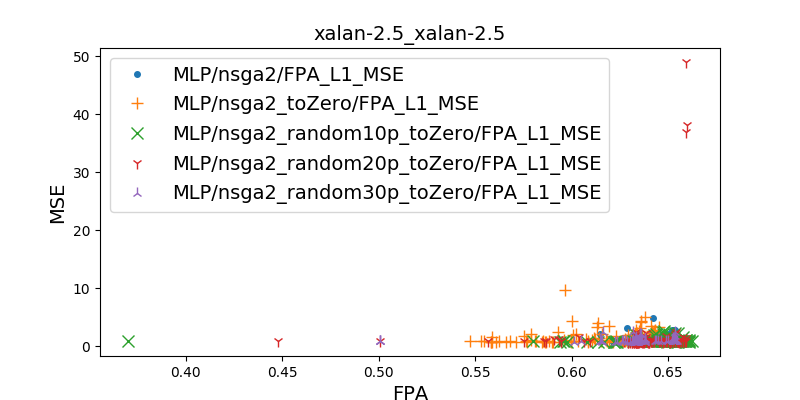 xalan-2.5_xalan-2.5
MLP/nsga2/FPA_L1_MSE
MLP/nsga2_toZero/FPA_L1_MSE
MLP/nsga2_random10p_toZero/FPA_L1_MSE
MLP/nsga2_random20p_toZero/FPA_L1_MSE
MLP/nsga2_random30p_toZero/FPA_L1_MSE
MSE
50
40
30
20
10
0
0.40 0.45 0.50 0.55 0.60 0.65
FPA